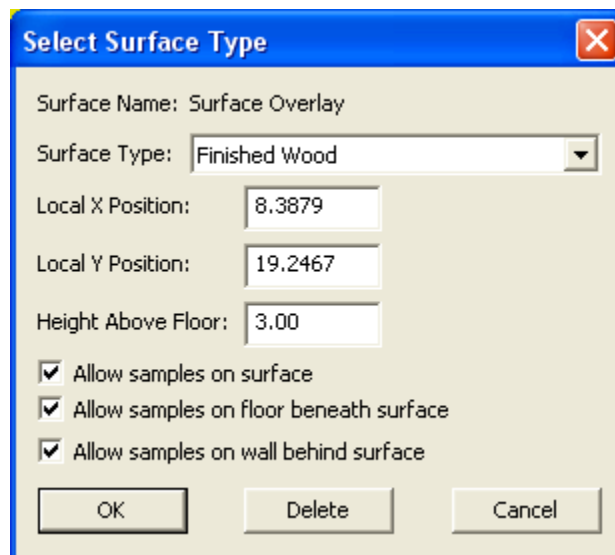 Select Surface Type
Surface Name: Surface Overlay
Surface Type: Finished Wood
Local X Position: 8.3879
Local Y Position: 19.2467
Height Above Floor: 3.00
Allow samples on surface
Allow samples on floor beneath surface
Allow samples on wall behind surface
OK Delete Cancel